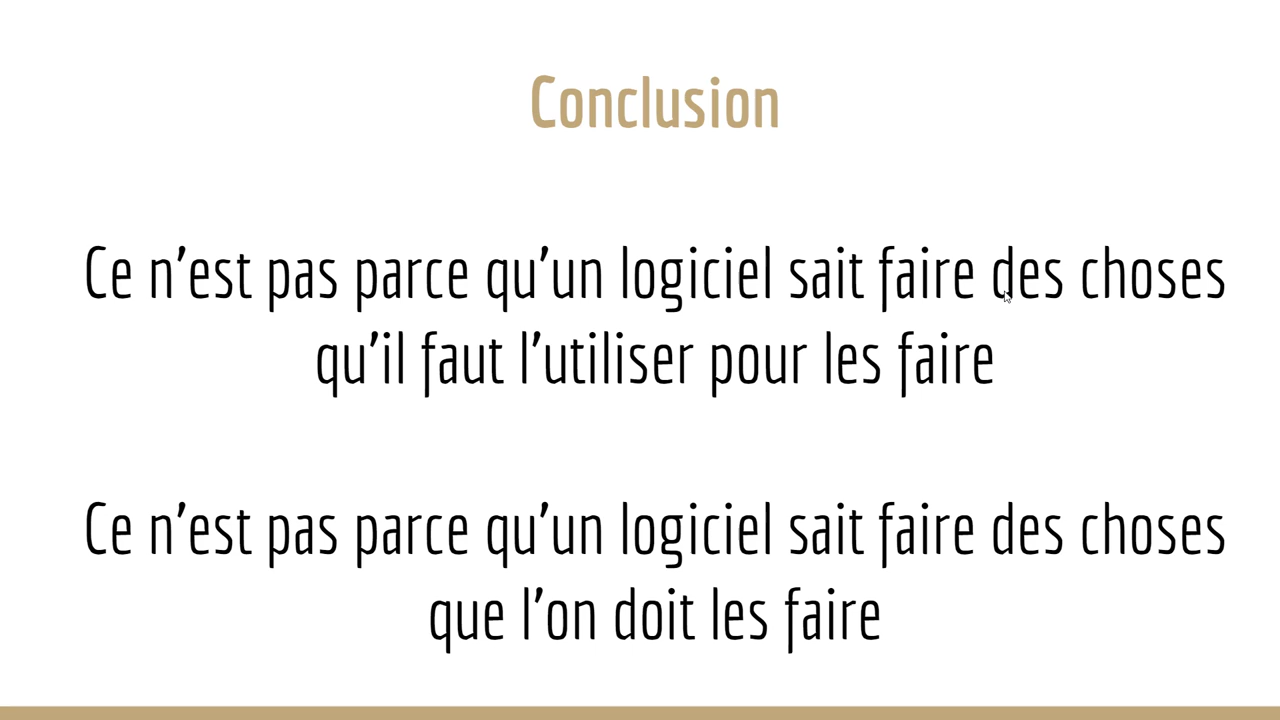 Conclusion
Ce n’est pas parce qu’un logiciel sait faire des choses
qu’il faut l’utiliser pour les faire
Ce n’est pas parce qu’un logiciel sait faire des choses
que l’on doit les faire